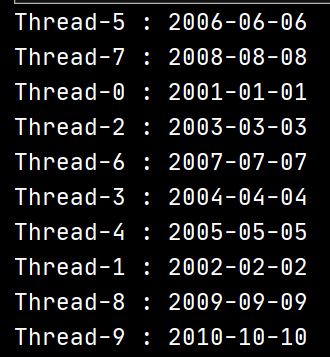 Thread-5 : 2006-06-06
Thread-7 : 2008-08-08
Thread-0 : 2001-01-01
Thread-2 : 2003-03-03
Thread-6 : 2007-07-07
Thread-3 : 2004-04-04
Thread-4 : 2005-05-05
Thread-1 : 2002-02-02
Thread-8 : 2009-09-09
Thread-9 : 2010-10-10